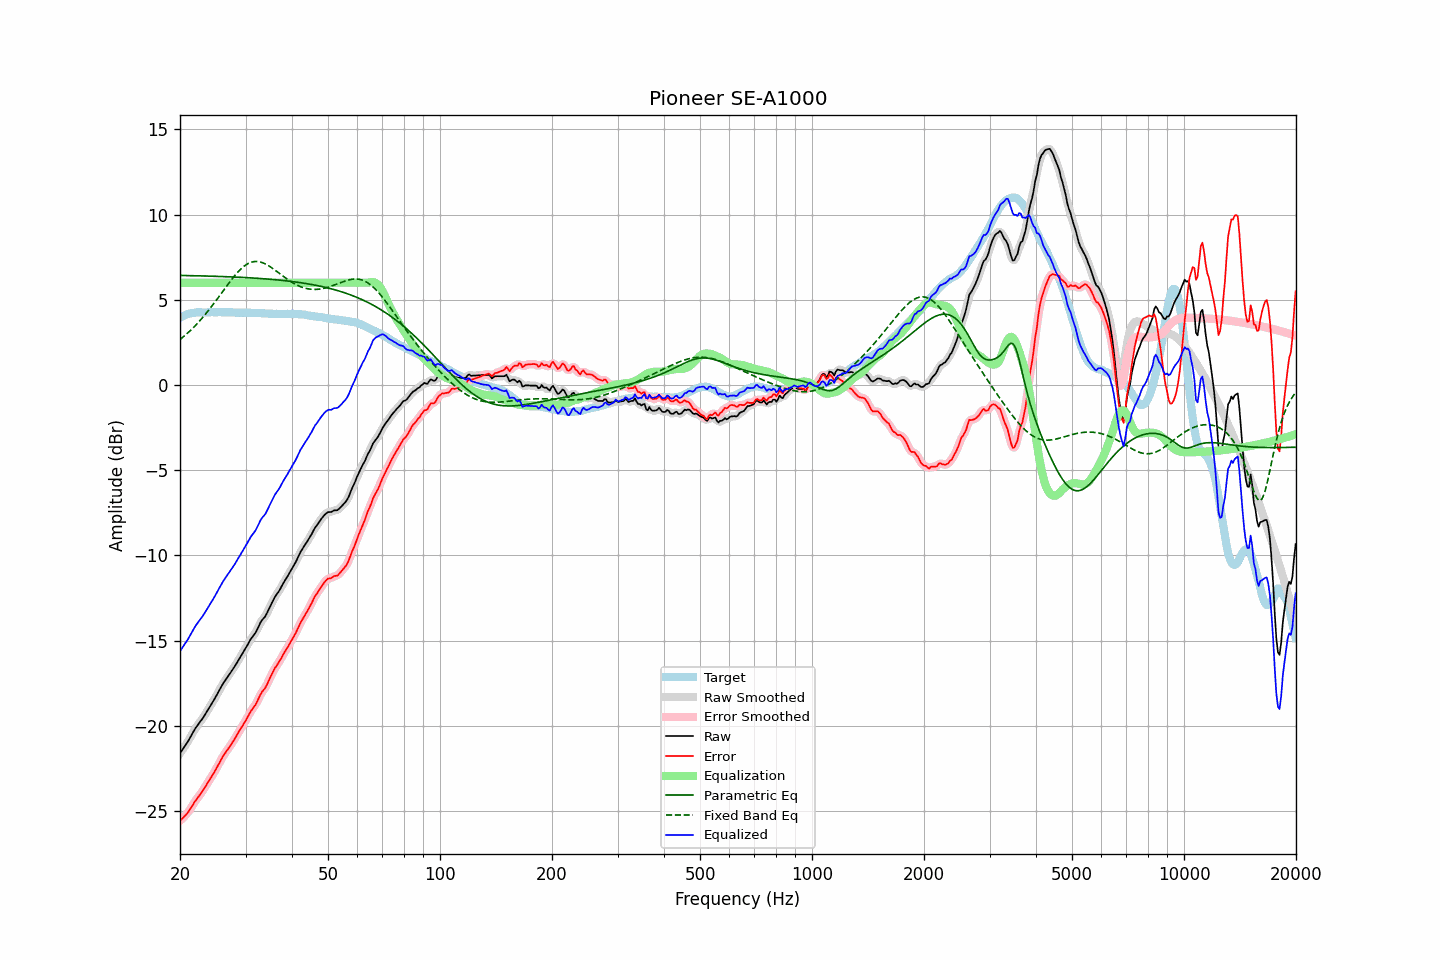 Pioneer SE-A1000
Amplitude (dBr)
15
10
5
0
−5
−10
−15
−20
−25
Target
Raw Smoothed
Error Smoothed
Raw
Error
Equalization
Parametric Eq
Fixed Band Eq
Equalized
20 50 100 200 500 1000 2000 5000 10000 20000
Frequency (Hz)